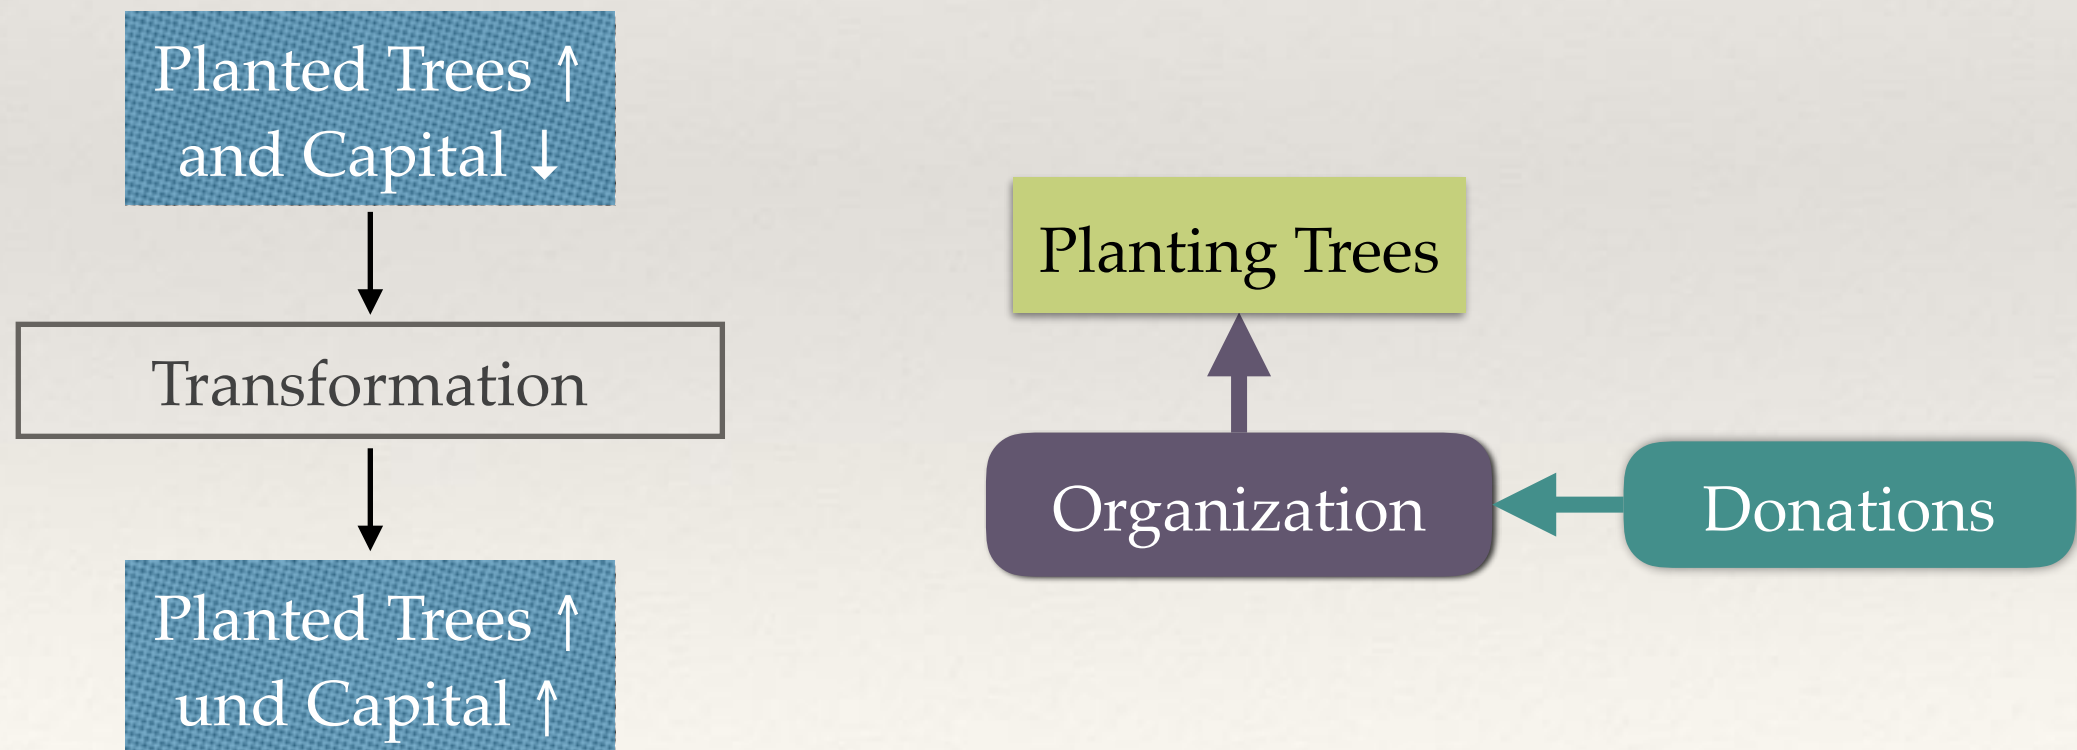 Planted Trees ↑
and Capital ↓
Transformation
Planted Trees ↑
und Capital ↑
Planting Trees
Organization
Donations